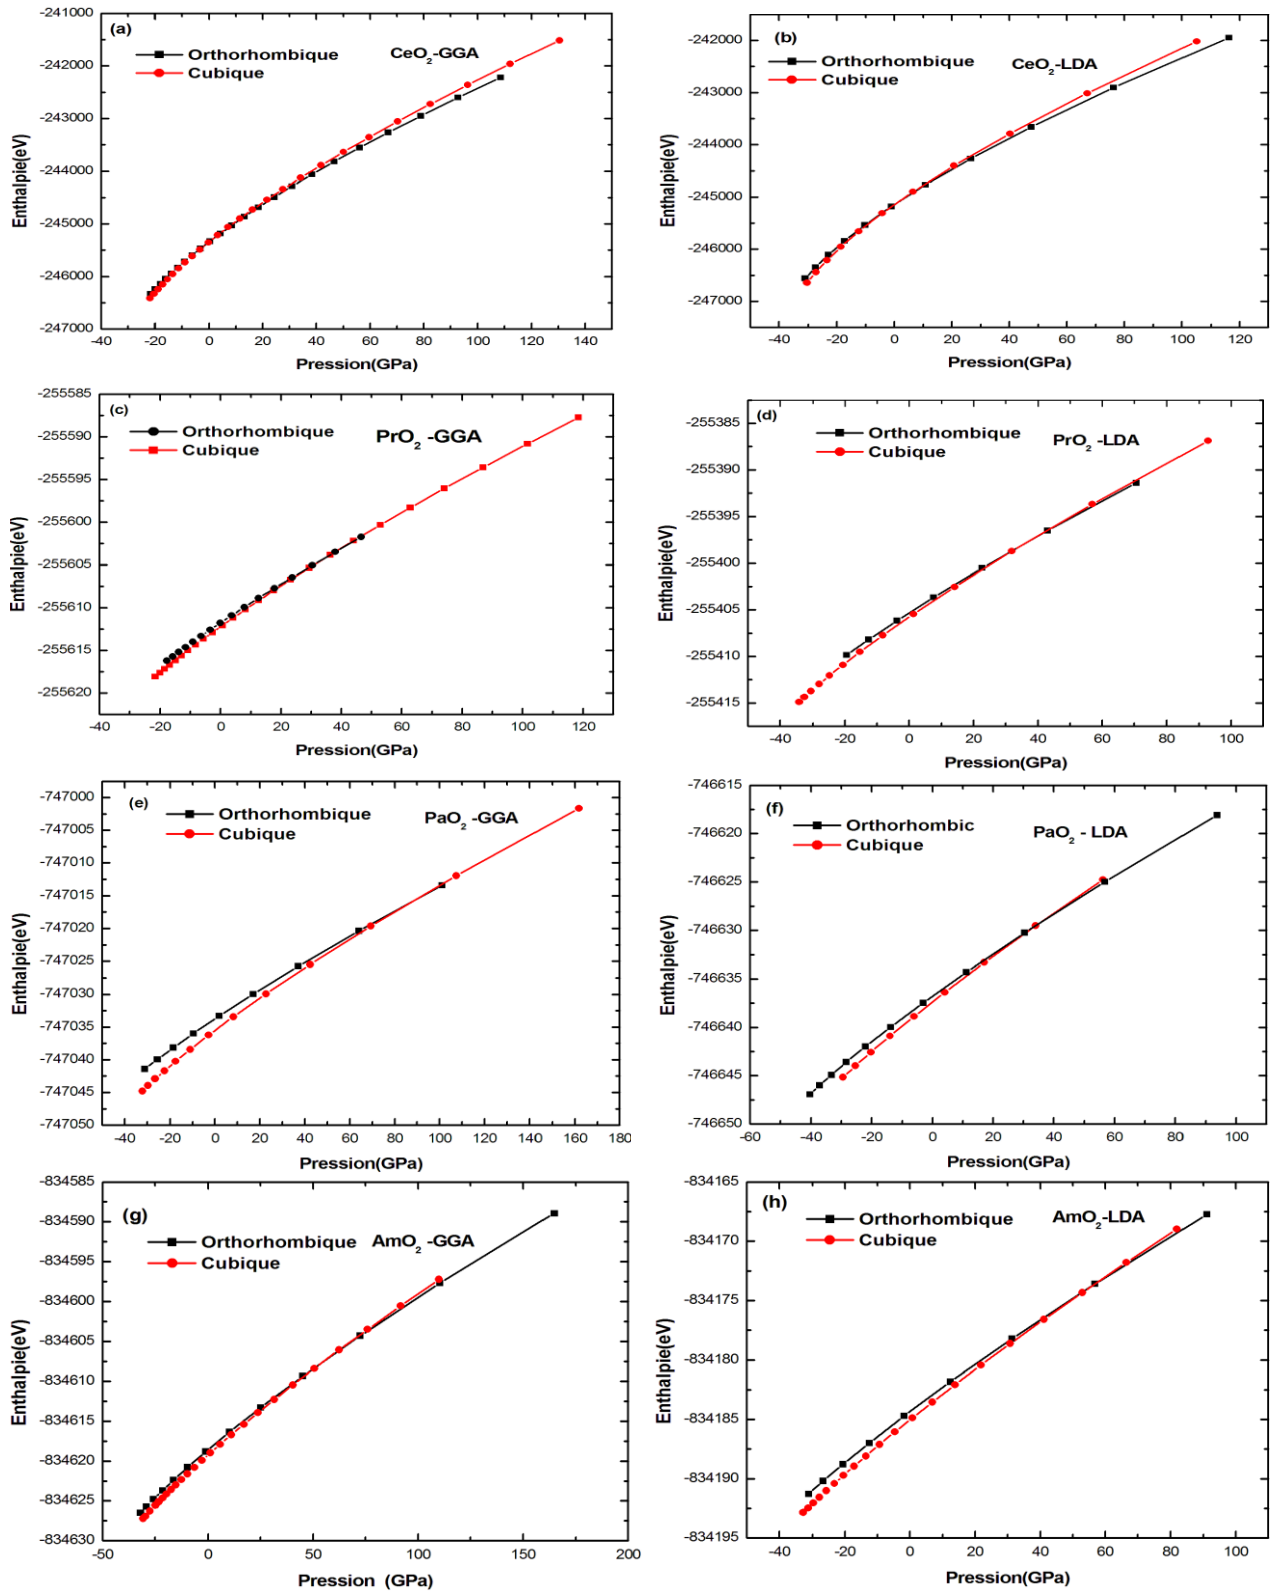 (a)
CeO2-GGA
Orthorhombique
Cubique
Enthalpie(eV)
-241000
-242000
-243000
-244000
-245000
-246000
-247000
-40 -20 0 20 40 60 80 100 120 140
Pression(GPa)
(b)
CeO2-LDA
Orthorhombique
Cubique
Enthalpie(eV)
-242000
-243000
-244000
-245000
-246000
-247000
-40 -20 0 20 40 60 80 100 120
Pression(GPa)
(c)
PrO2 -GGA
Orthorhombique
Cubique
Enthalpie(eV)
-255585
-255590
-255595
-255600
-255605
-255610
-255615
-255620
-40 -20 0 20 40 60 80 100 120
Pression(GPa)
(d)
PrO2 -LDA
Orthorhombique
Cubique
Enthalpie(eV)
-255385
-255390
-255395
-255400
-255405
-255410
-255415
-40 -20 0 20 40 60 80 100
Pression(GPa)
(e)
PaO2 -GGA
Orthorhombique
Cubique
Enthalpie(eV)
-747000
-747005
-747010
-747015
-747020
-747025
-747030
-747035
-747040
-747045
-747050
-40 -20 0 20 40 60 80 100 120 140 160 180
Pression(GPa)
(f)
PaO2 - LDA
Orthorhombic
Cubique
Enthalpie(eV)
-746615
-746620
-746625
-746630
-746635
-746640
-746645
-746650
-60 -40 -20 0 20 40 60 80 100
Pression(GPa)
(g)
AmO2 -GGA
Orthorhombique
Cubique
Enthalpie(eV)
-834585
-834590
-834595
-834600
-834605
-834610
-834615
-834620
-834625
-834630
-50 0 50 100 150 200
Pression (GPa)
(h)
AmO2-LDA
Orthorhombique
Cubique
Enthalpie(eV)
-834165
-834170
-834175
-834180
-834185
-834190
-834195
-40 -20 0 20 40 60 80 100
Pression(GPa)